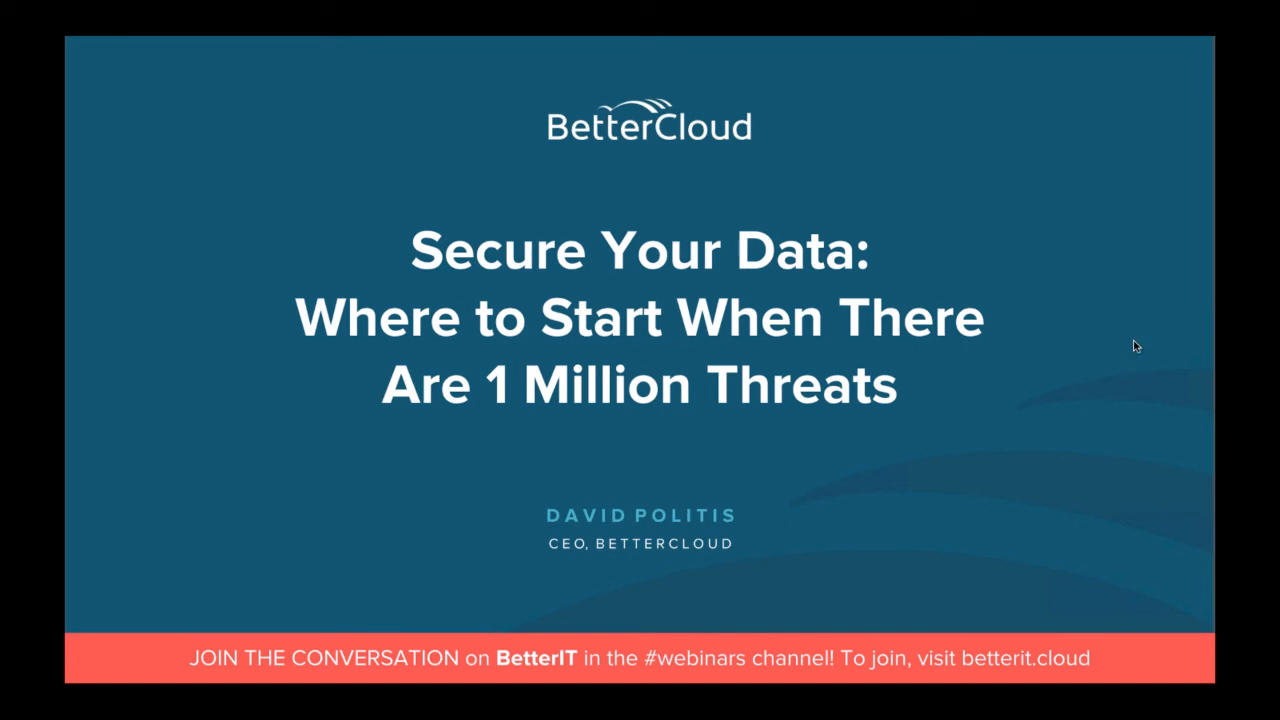 BetterCloud
Secure Your Data:
Where to Start When There
Are 1 Million Threats
DAVID POLITIS
CEO, BETTERCLOUD
JOIN THE CONVERSATION on BetterIT in the #webinars channel! To join, visit betterit.cloud